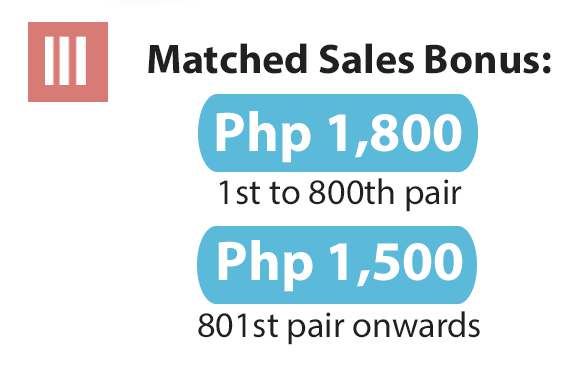 III
Matched Sales Bonus:
Php 1,800
1st to 800th pair
Php 1,500
801st pair onwards